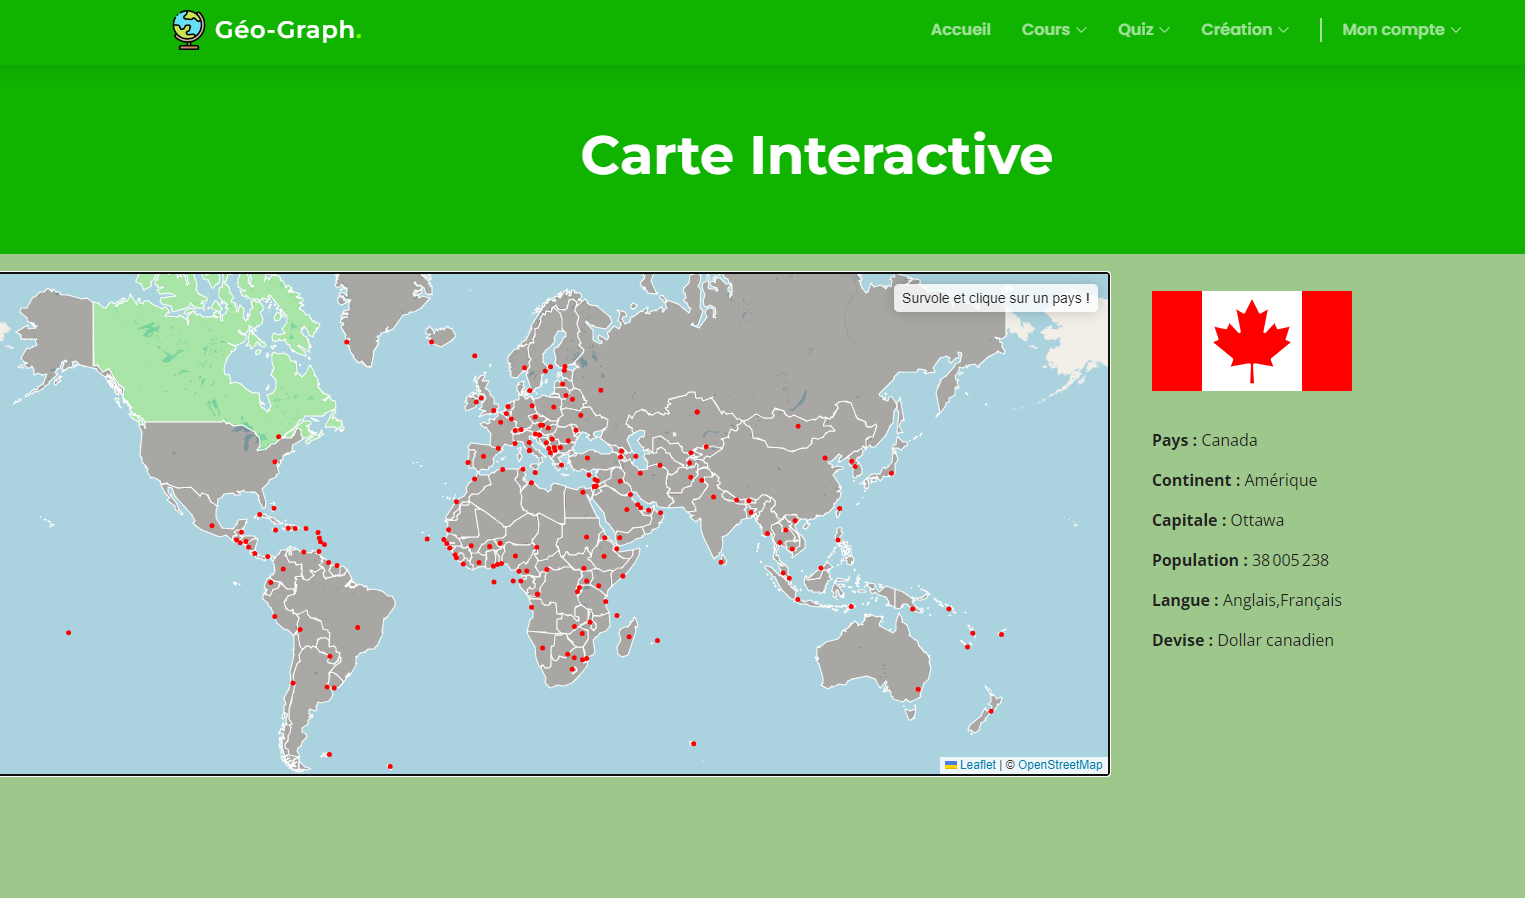 Géo-Graph.
Accueil Cours Quiz Création Mon compte
Carte Interactive
Survole et clique sur un pays !
Pays : Canada
Continent : Amérique
Capitale : Ottawa
Population : 38 005 238
Langue : Anglais,Français
Devise : Dollar canadien
Leaflet | © OpenStreetMap